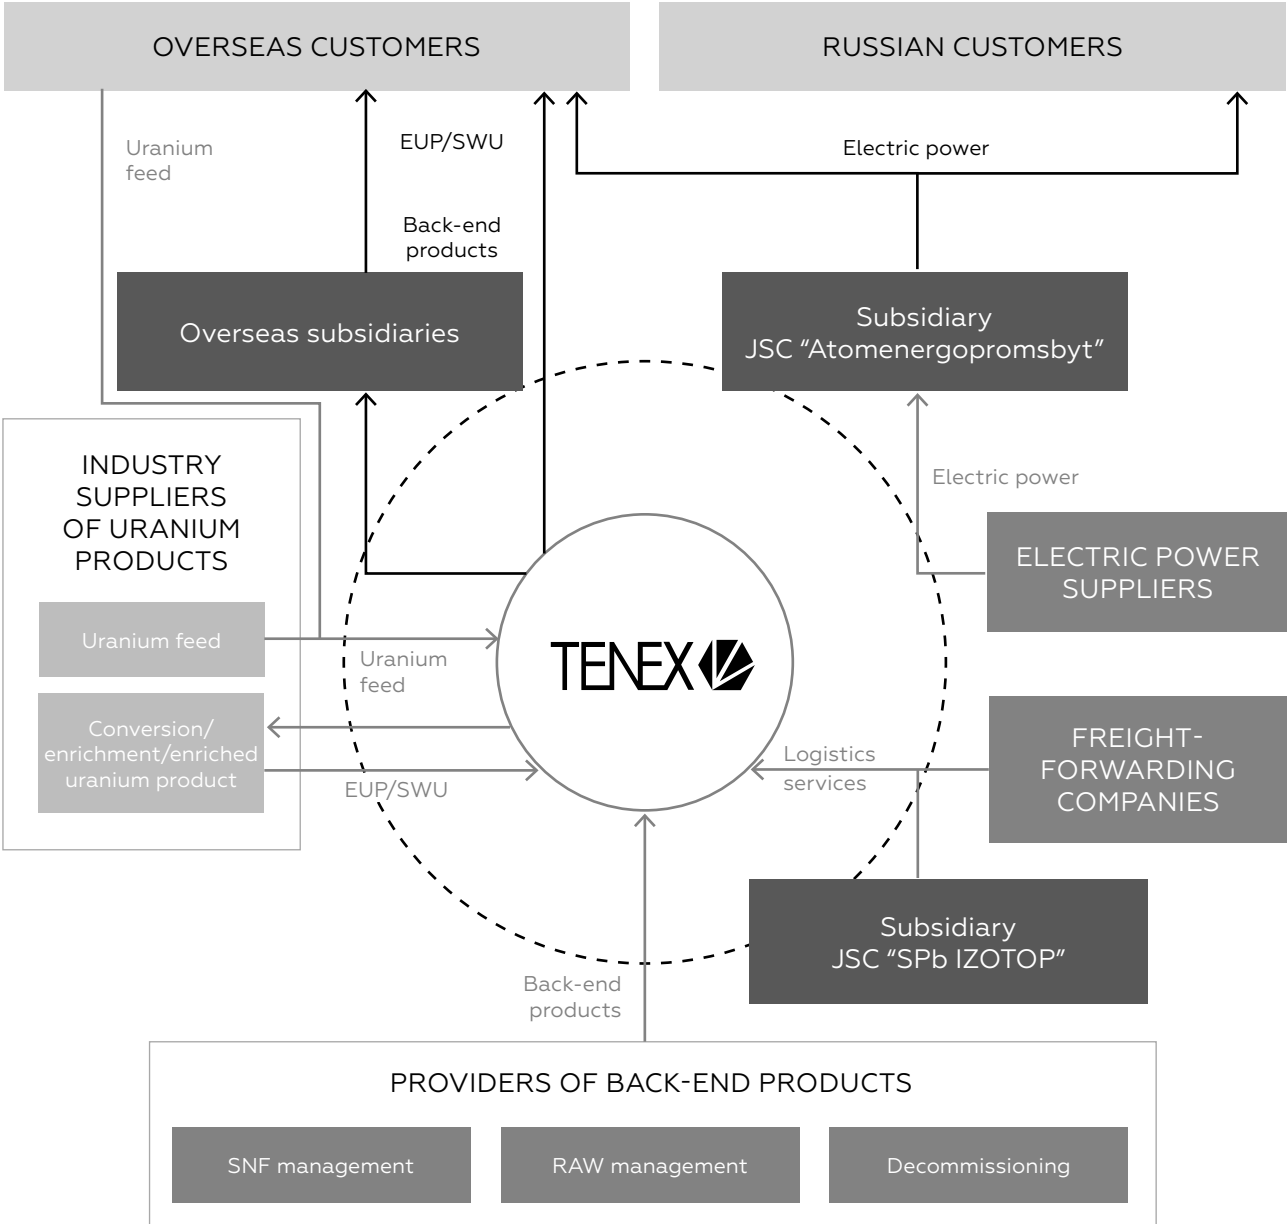 OVERSEAS CUSTOMERS
RUSSIAN CUSTOMERS
Uranium
feed
EUP/SWU
Electric power
Back-end
products
Overseas subsidiaries
Subsidiary
JSC “Atomenergopromsbyt”
INDUSTRY
SUPPLIERS
OF URANIUM
PRODUCTS
Electric power
ELECTRIC POWER
SUPPLIERS
Uranium feed
Uranium
feed
TENEX
Conversion/
enrichment/enriched
uranium product
EUP/SWU
Logistics
services
FREIGHT-
FORWARDING
COMPANIES
Subsidiary
JSC “SPb IZOTOP”
Back-end
products
PROVIDERS OF BACK-END PRODUCTS
SNF management
RAW management
Decommissioning